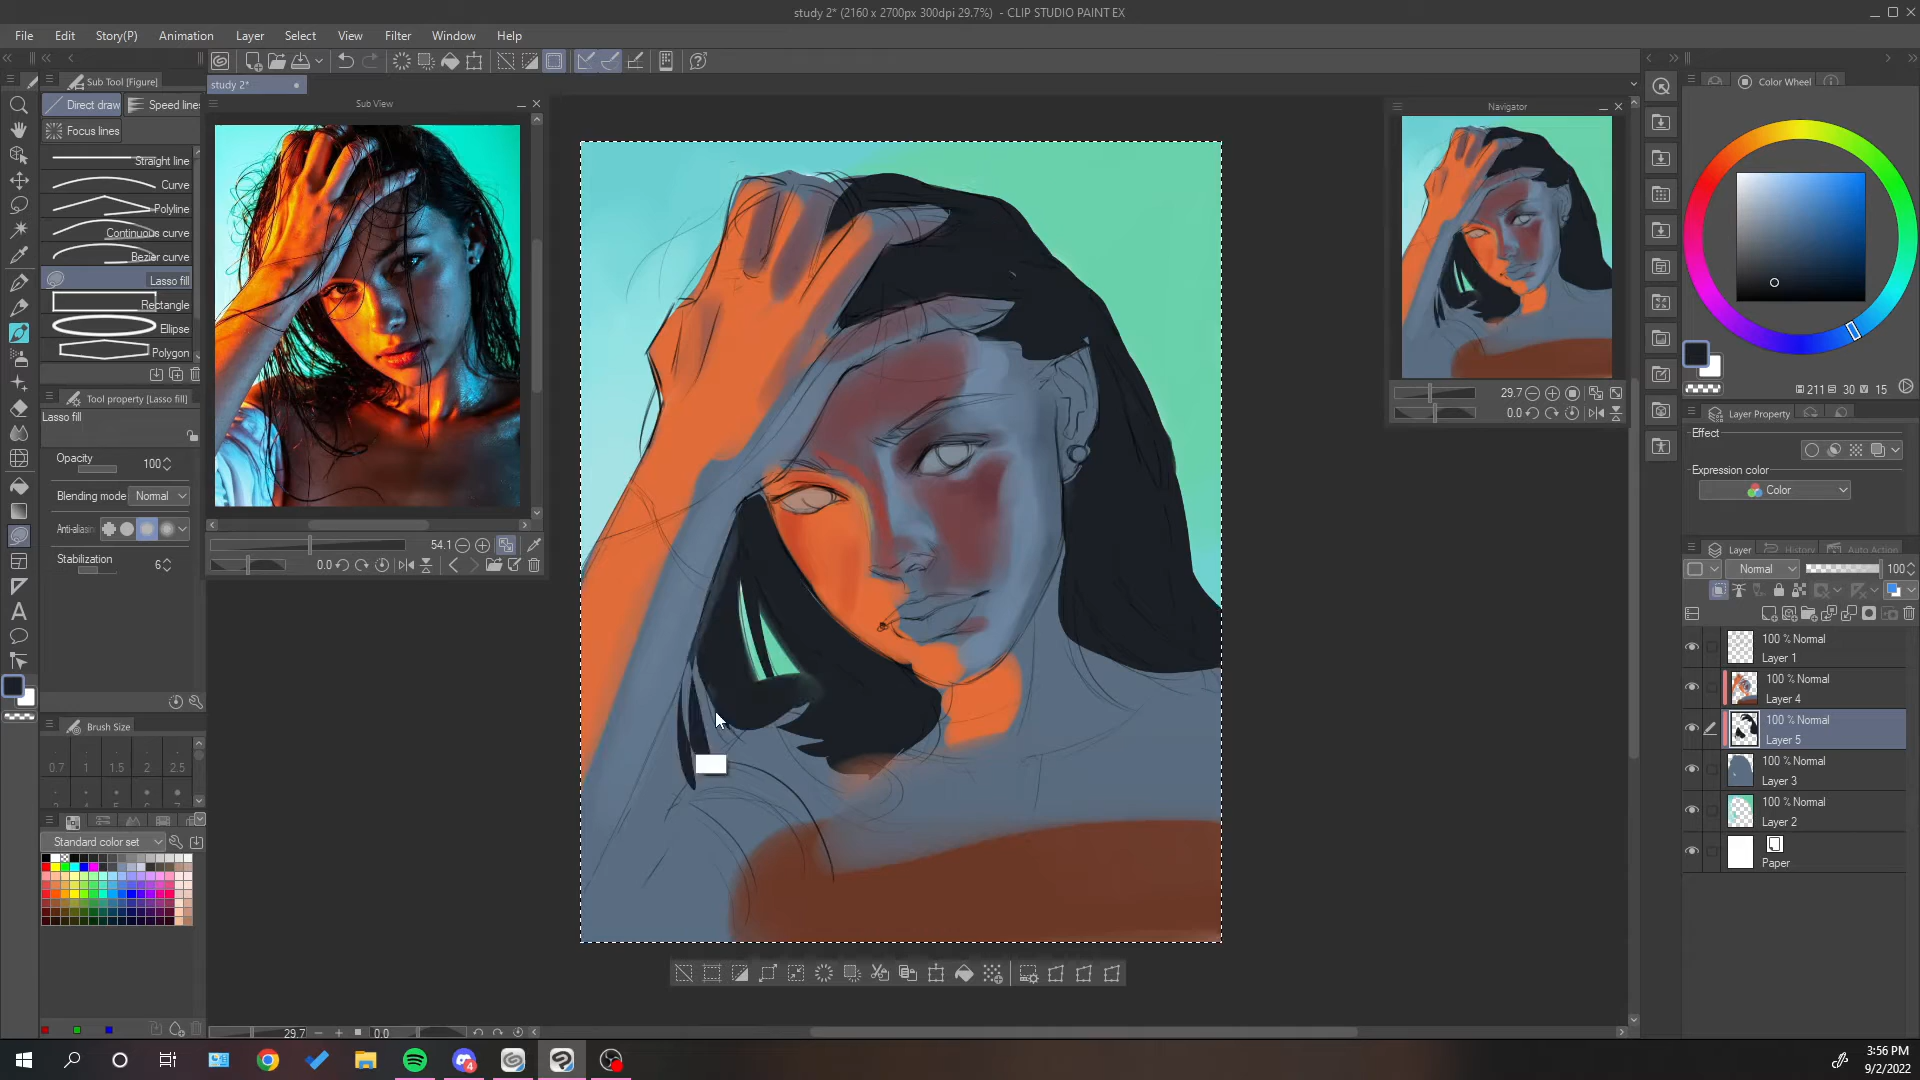 study 2* (2160 x 2700px 300dpi 29.7%) - CLIP STUDIO PAINT EX
File Edit Story(P) Animation Layer Select View Filter Window Help
Sub Tool [Figure]
study 2*
Direct draw Speed lines
Focus lines
Straight line
Curve
Polyline
Continuous curve
Bezier curve
Lasso fill
Rectangle
Ellipse
Polygon
Tool property [Lasso fill]
Lasso fill
Opacity 100
Blending mode Normal
Anti-aliasin
Stabilization 6
Brush Size
0.7 1 1.5 2 2.5
Standard color set
Sub View
54.1
0.0
29.7 0.0
Navigator
29.7
0.0
Color Wheel
211 30 V 15
Layer Property
Effect
Expression color
Color
Layer History Auto Action
Normal 100
100 % Normal
Layer 1
100 % Normal
Layer 4
100 % Normal
Layer 5
100 % Normal
Layer 3
100 % Normal
Layer 2
Paper
4
3:56 PM
9/2/2022